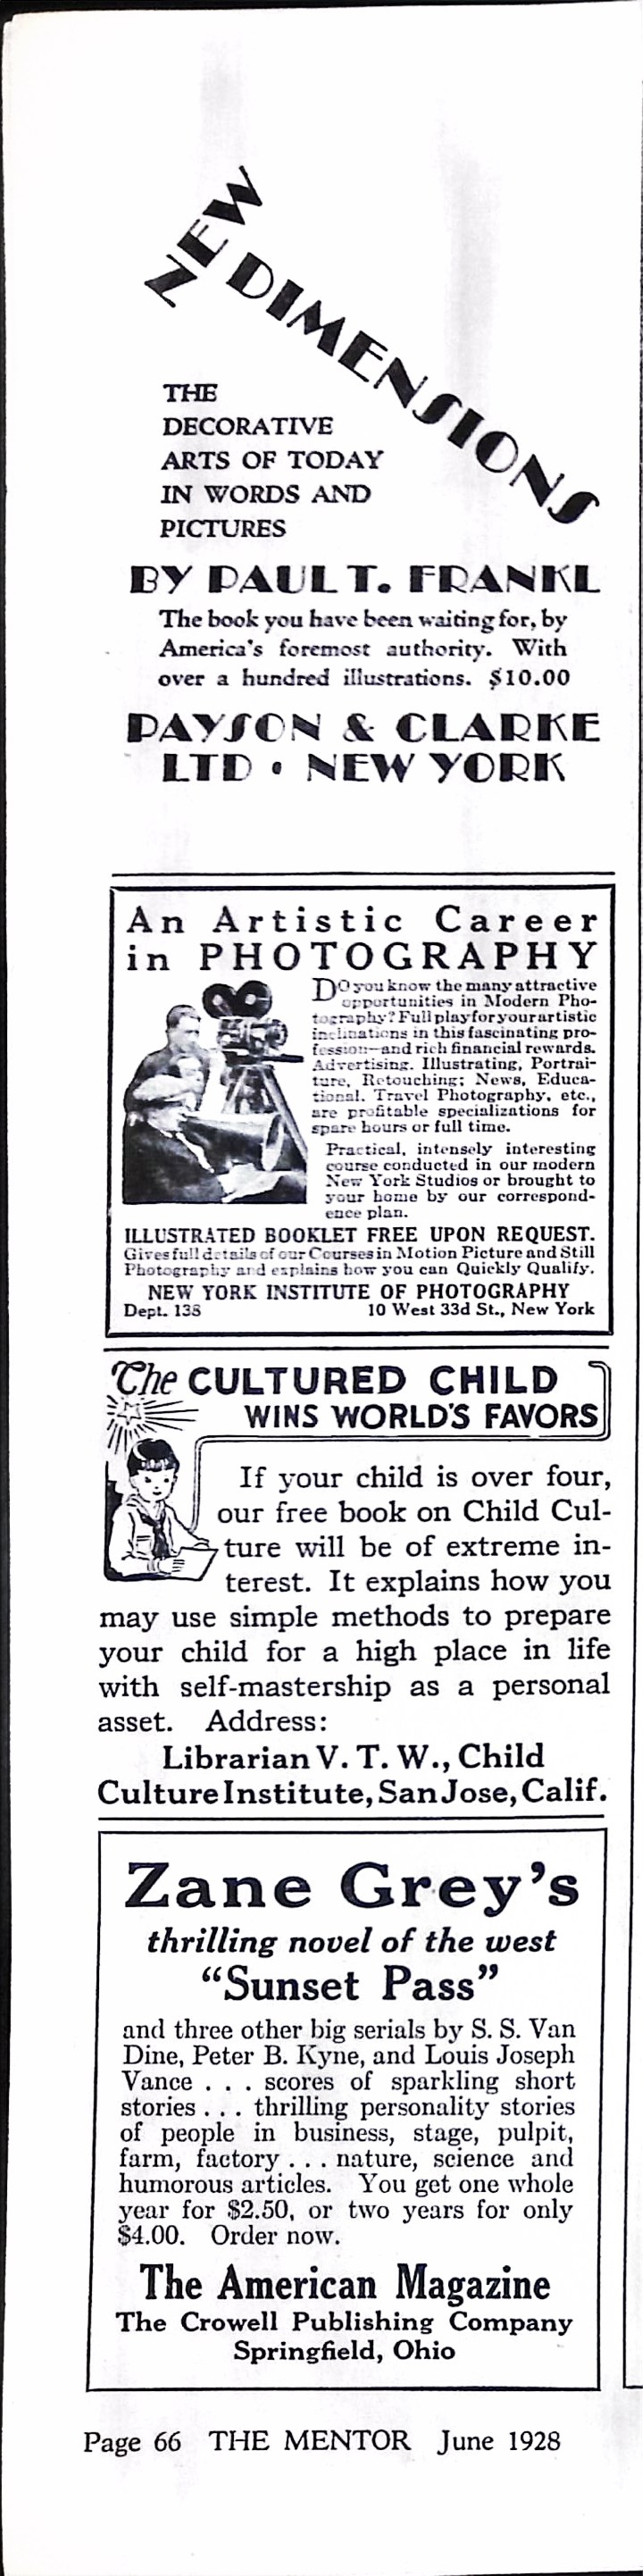 NEW
DIMENSIONS
THE
DECORATIVE
ARTS OF TODAY
IN WORDS AND
PICTURES
BY PAUL T. FRANKL
The book you have been waiting for, by
America's foremost authority. With
over a hundred illustrations. $10.00
PAYSON & CLARKE
LTD • NEW YORK
An Artistic Career
in PHOTOGRAPHY
DO you know the many attractive
opportunities in Modern Pho-
tography? Full play for your artistic
inclinations in this fascinating pro-
fession—and rich financial rewards.
Advertising, Illustrating, Portrai-
ture, Retouching; News, Educa-
tional, Travel Photography, etc.,
are profitable specializations for
spare hours or full time.
Practical, intensely interesting
course conducted in our modern
New York Studios or brought to
your home by our correspond-
ence plan.
ILLUSTRATED BOOKLET FREE UPON REQUEST.
Gives full details of our Courses in Motion Picture and Still
Photography and explains how you can Quickly Qualify.
NEW YORK INSTITUTE OF PHOTOGRAPHY
Dept. 138 10 West 33d St., New York
The CULTURED CHILD
WINS WORLD'S FAVORS
If your child is over four,
our free book on Child Cul-
ture will be of extreme in-
terest. It explains how you
may use simple methods to prepare
your child for a high place in life
with self-mastership as a personal
asset. Address:
Librarian V. T. W., Child
Culture Institute, San Jose, Calif.
Zane Grey's
thrilling novel of the west
"Sunset Pass"
and three other big serials by S. S. Van
Dine, Peter B. Kyne, and Louis Joseph
Vance . . . scores of sparkling short
stories . . . thrilling personality stories
of people in business, stage, pulpit,
farm, factory . . . nature, science and
humorous articles. You get one whole
year for $2.50, or two years for only
$4.00. Order now.
The American Magazine
The Crowell Publishing Company
Springfield, Ohio
Page 66 THE MENTOR June 1928